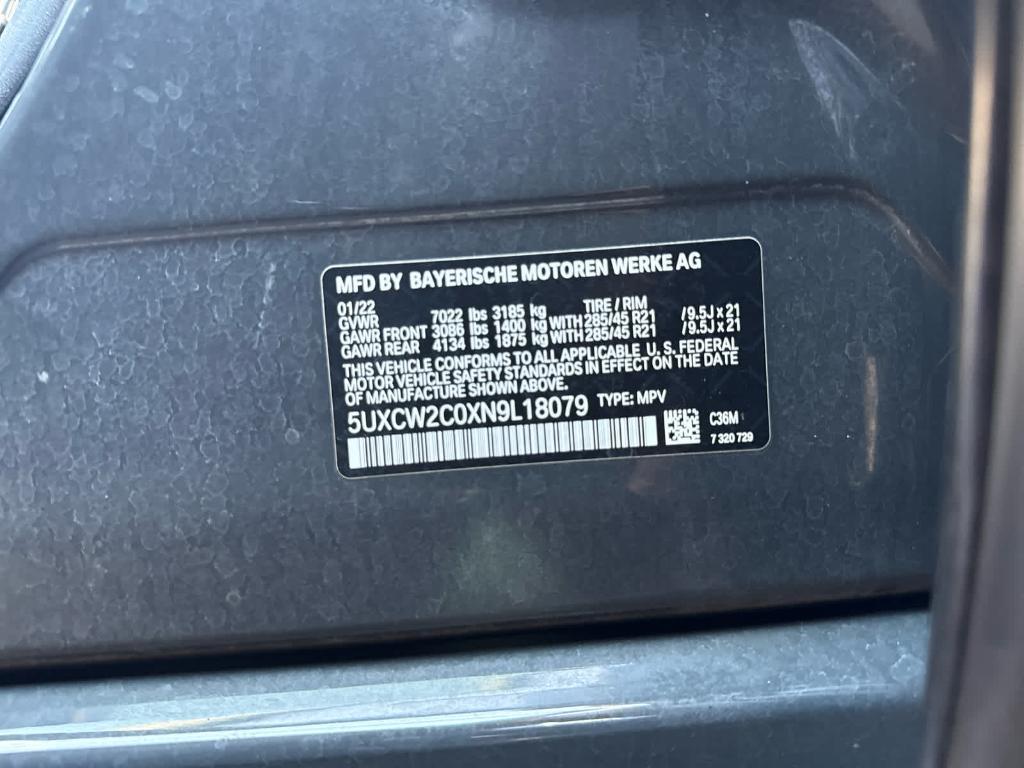 MFD BY BAYERISCHE MOTOREN WERKE AG
01/22 TIRE / RIM
GVWR 7022 lbs 3185 kg
GAWR FRONT 3086 lbs 1400 kg WITH 285/45 R21 /9.5J x 21
GAWR REAR 4134 lbs 1875 kg WITH 285/45 R21 /9.5J x 21
THIS VEHICLE CONFORMS TO ALL APPLICABLE U. S. FEDERAL
MOTOR VEHICLE SAFETY STANDARDS IN EFFECT ON THE DATE
OF MANUFACTURE SHOWN ABOVE.
5UXCW2C0XN9L18079 TYPE: MPV
C36M
7 320 729